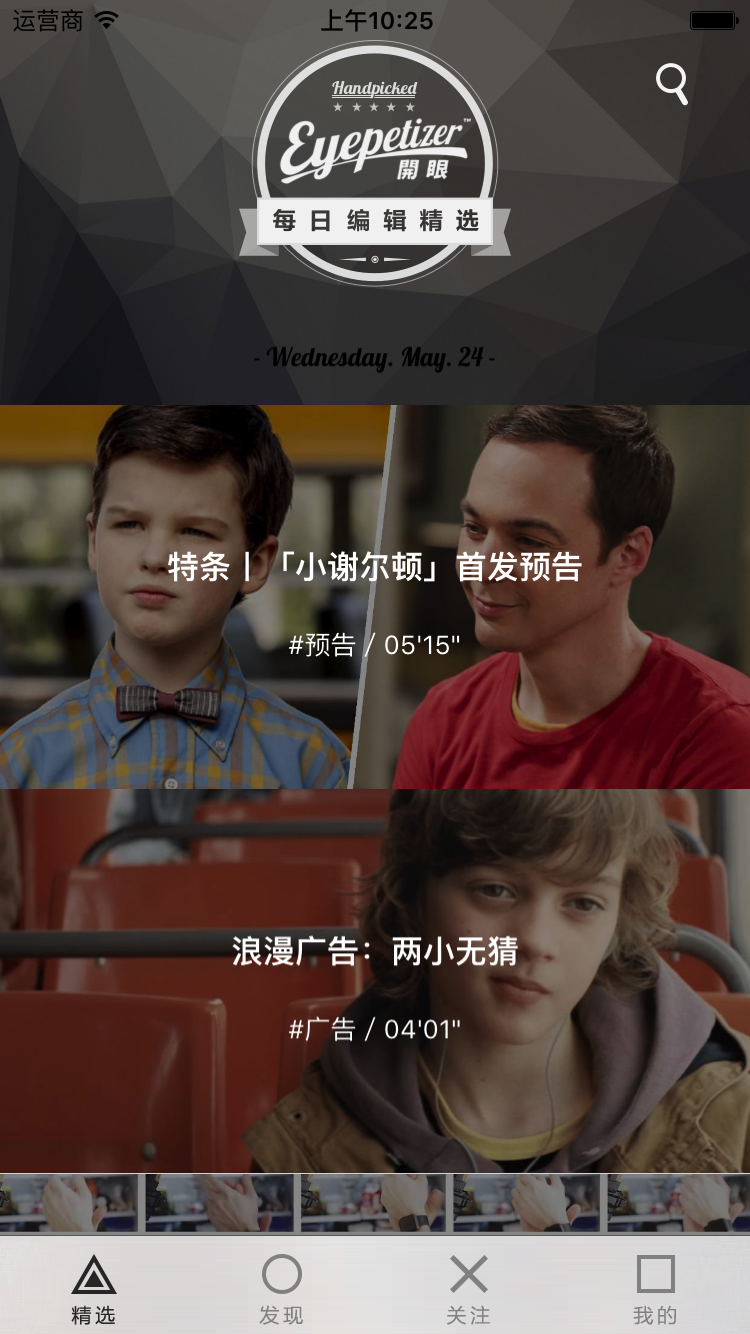 运营商
上午10:25
Handpicked
Eyepetizer™
開眼
每日编辑精选
- Wednesday. May. 24 -
特条丨「小谢尔顿」首发预告
#预告 / 05'15"
浪漫广告：两小无猜
#广告 / 04'01"
精选
发现
关注
我的